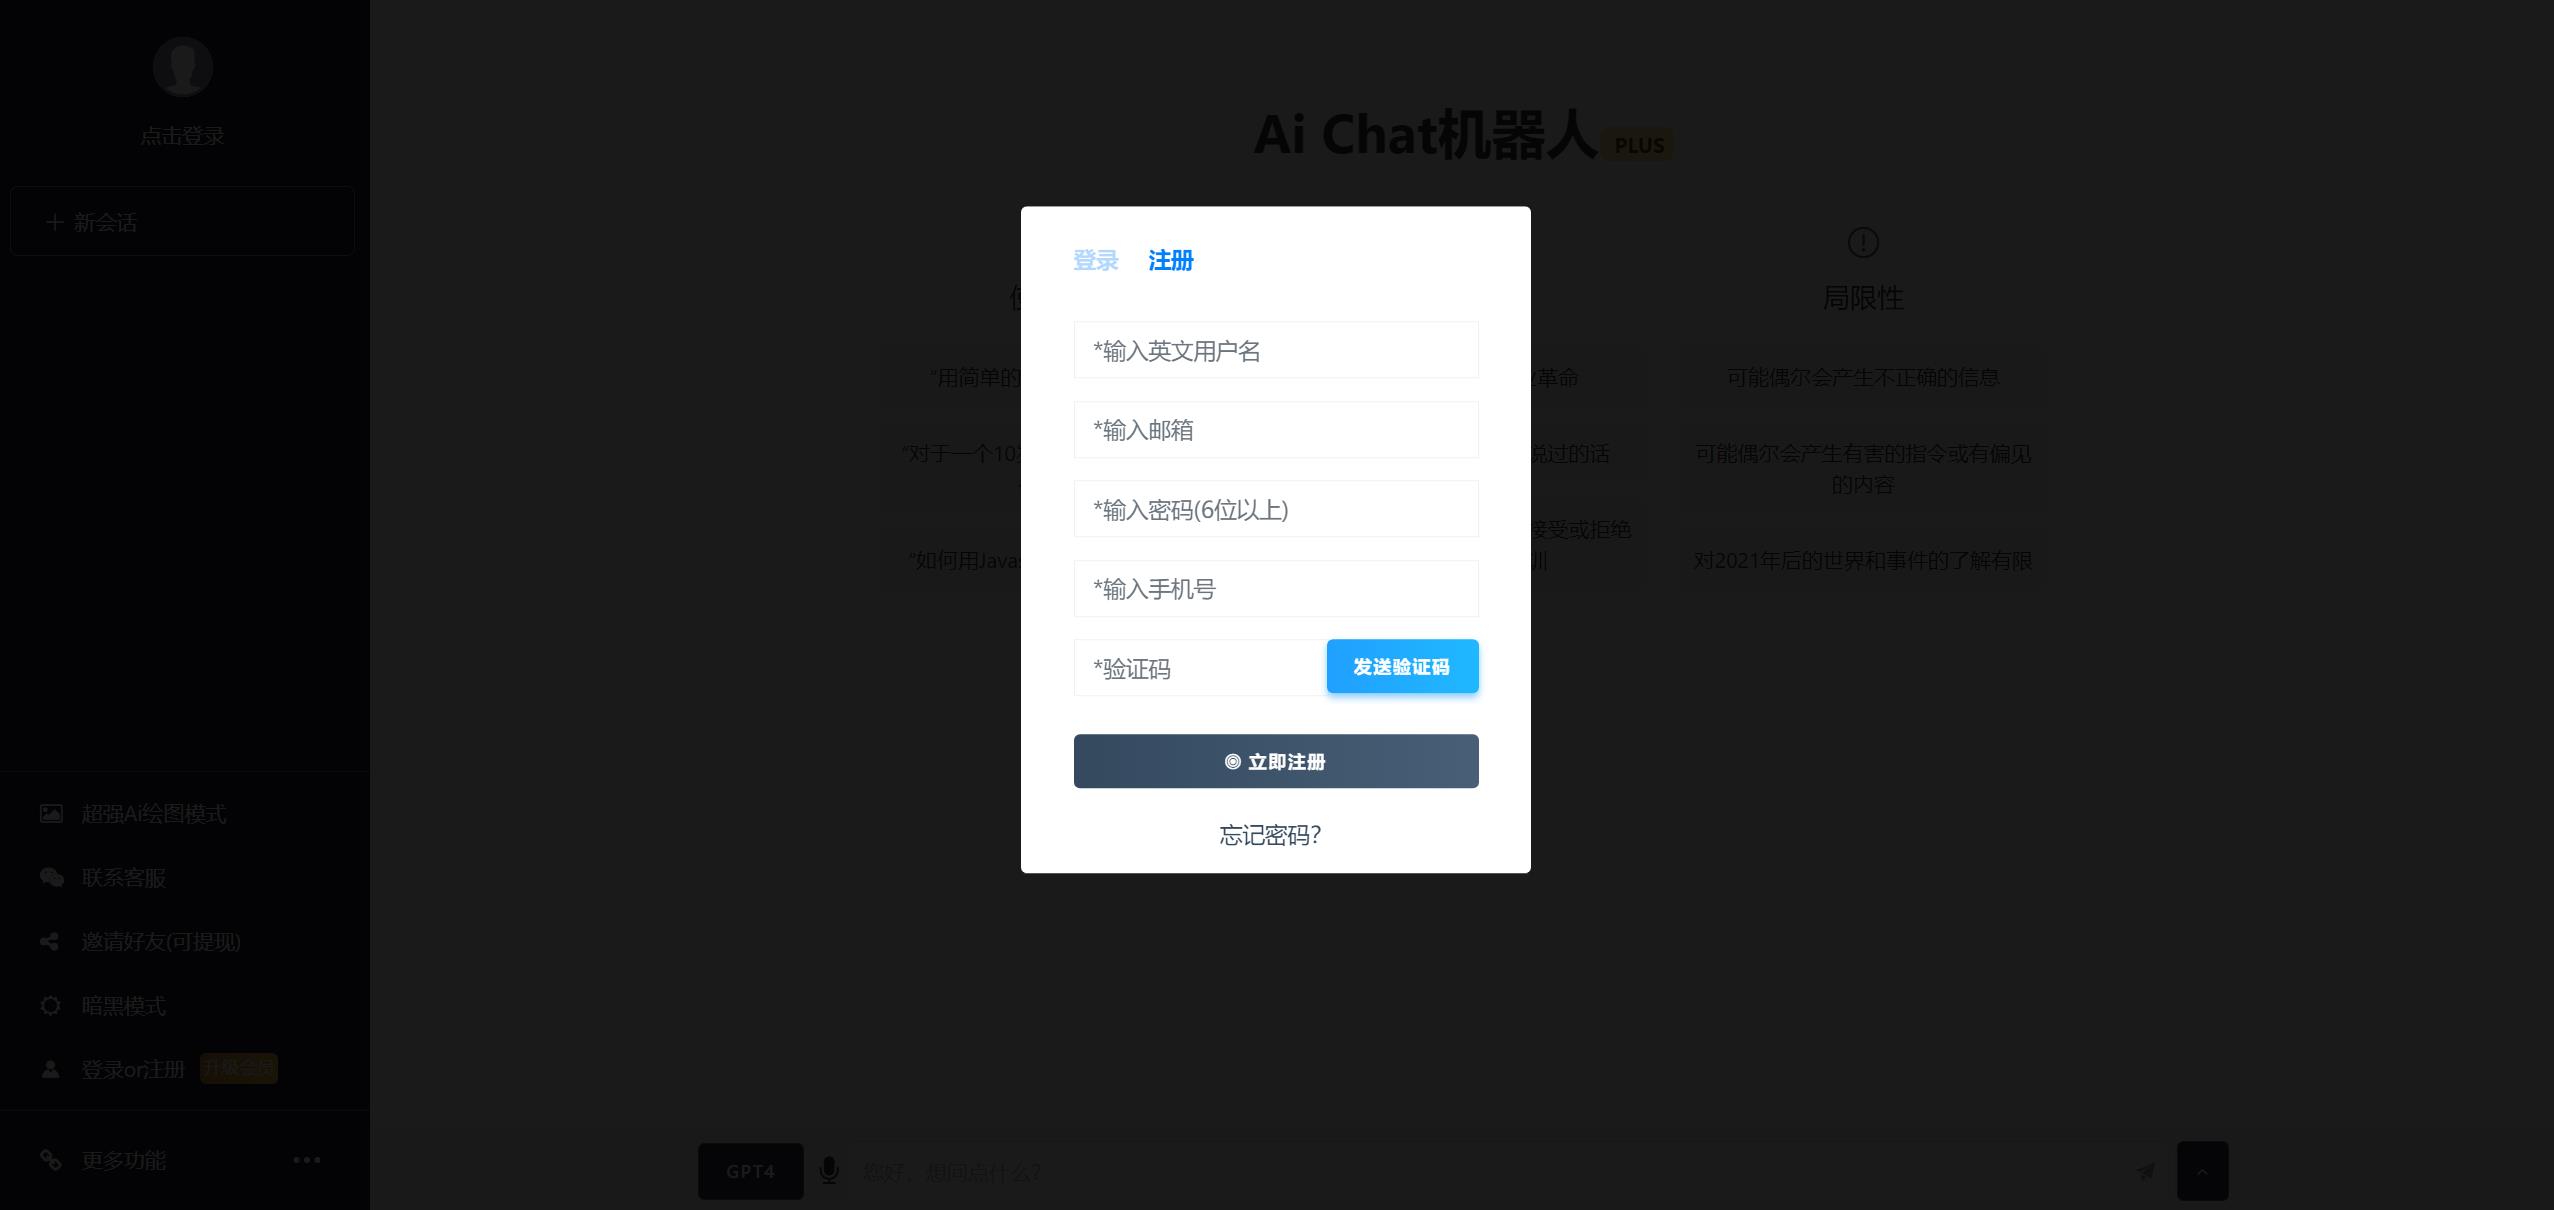 点击登录
新会话
超强Ai绘图模式
联系客服
邀请好友(可提现)
暗黑模式
登录or注册 升级会员
更多功能
Ai Chat机器人 PLUS
登录 注册
*输入英文用户名
*输入邮箱
*输入密码(6位以上)
*输入手机号
*验证码 发送验证码
立即注册
忘记密码?
“用简单的
“对于一个10
“如何用Javas
革命
说过的话
接受或拒绝
训
局限性
可能偶尔会产生不正确的信息
可能偶尔会产生有害的指令或有偏见
的内容
对2021年后的世界和事件的了解有限
GPT4 您好，想问点什么?